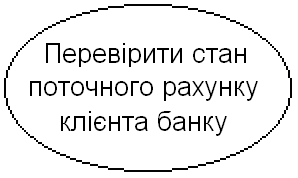 Перевірити стан
поточного рахунку
клієнта банку